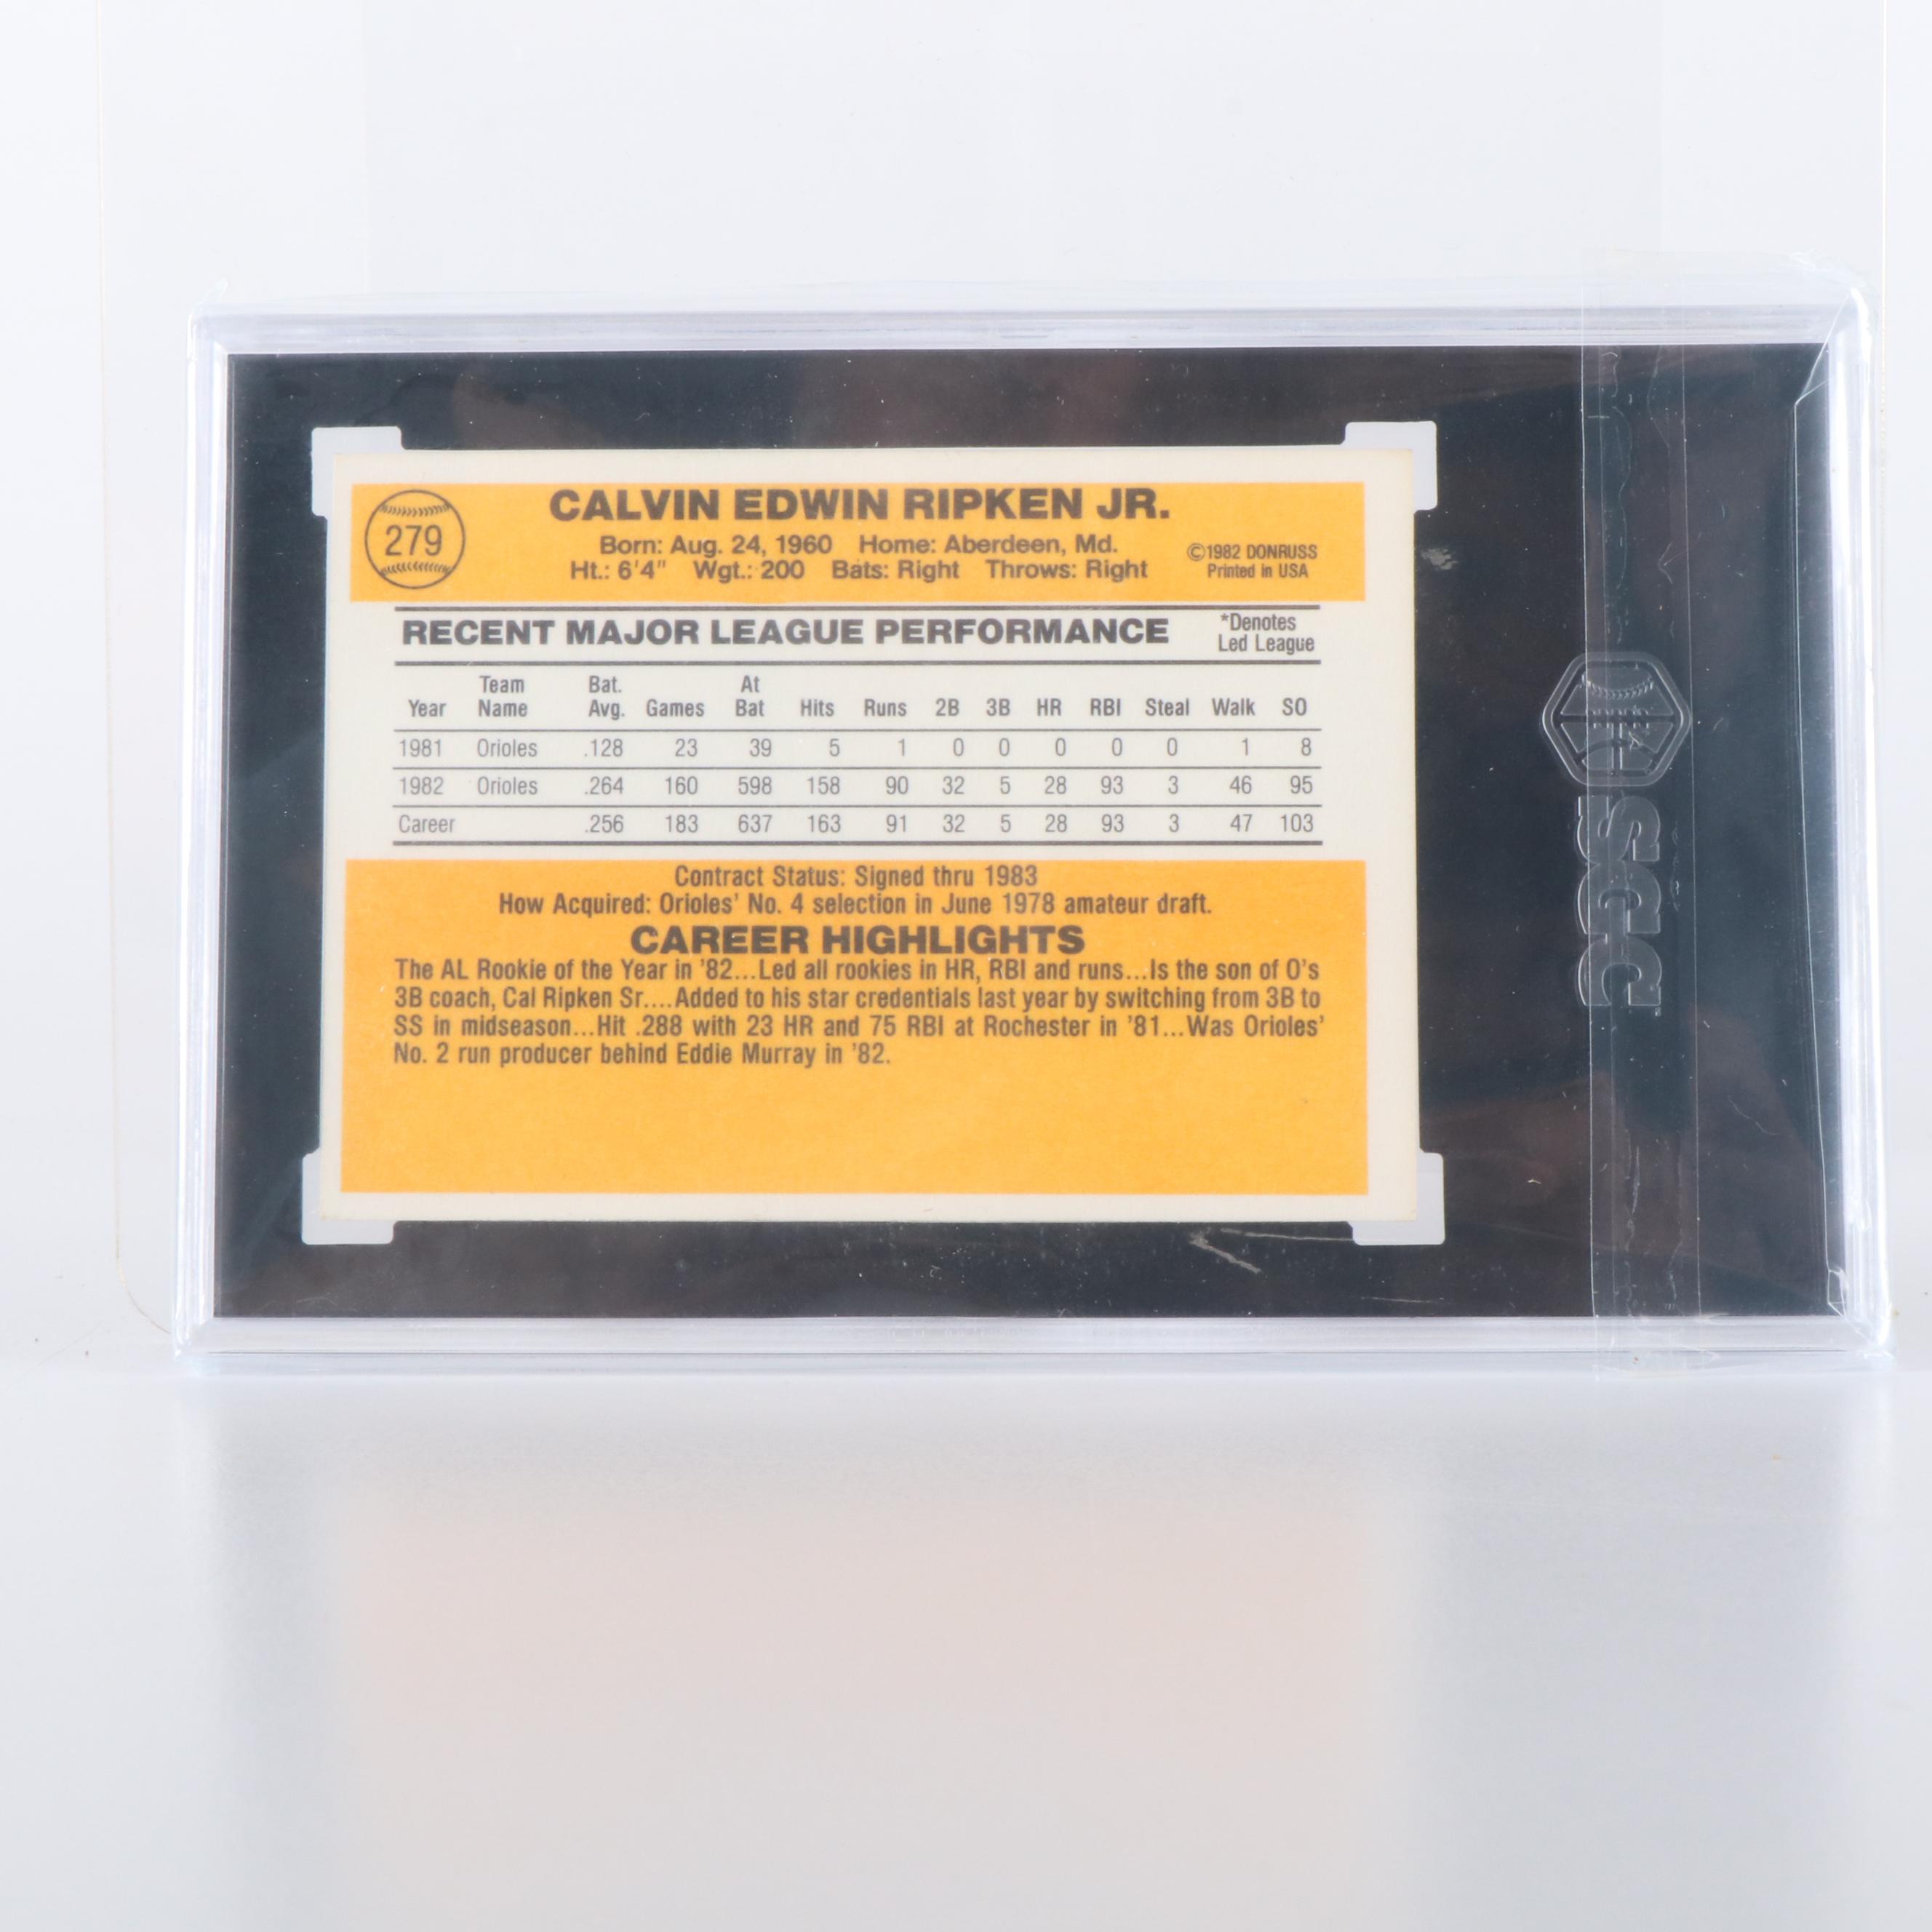 279
CALVIN EDWIN RIPKEN JR.
Born: Aug. 24, 1960 Home: Aberdeen, Md.
Ht.: 6'4" Wgt.: 200 Bats: Right Throws: Right
©1982 DONRUSS
Printed in USA
RECENT MAJOR LEAGUE PERFORMANCE
*Denotes
Led League
Year Team Name Bat. Avg. Games At Bat Hits Runs 2B 3B HR RBI Steal Walk SO
1981 Orioles .128 23 39 5 1 0 0 0 0 0 1 8
1982 Orioles .264 160 598 158 90 32 5 28 93 3 46 95
Career .256 183 637 163 91 32 5 28 93 3 47 103
Contract Status: Signed thru 1983
How Acquired: Orioles' No. 4 selection in June 1978 amateur draft.
CAREER HIGHLIGHTS
The AL Rookie of the Year in '82...Led all rookies in HR, RBI and runs...Is the son of O's
3B coach, Cal Ripken Sr....Added to his star credentials last year by switching from 3B to
SS in midseason...Hit .288 with 23 HR and 75 RBI at Rochester in '81...Was Orioles'
No. 2 run producer behind Eddie Murray in '82.
SGC